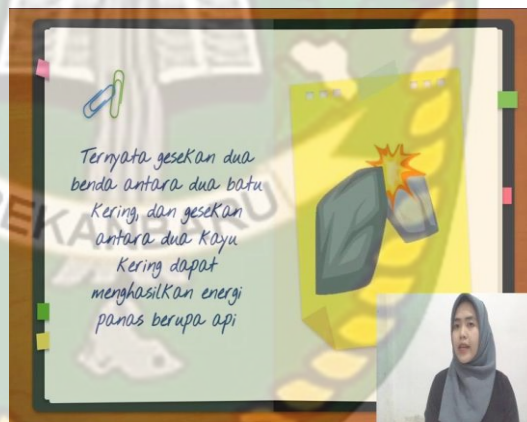 Ternyata gesekan dua
benda antara dua batu
kering, dan gesekan
antara dua kayu
kering dapat
menghasilkan energi
panas berupa api
EKANBARU